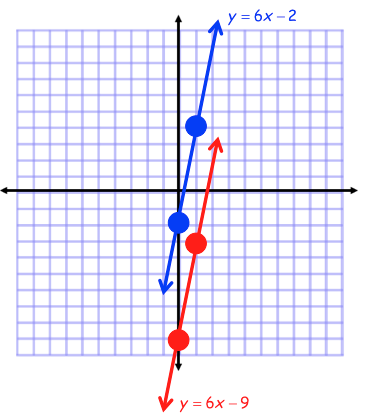 y = 6x – 2
y = 6x – 9